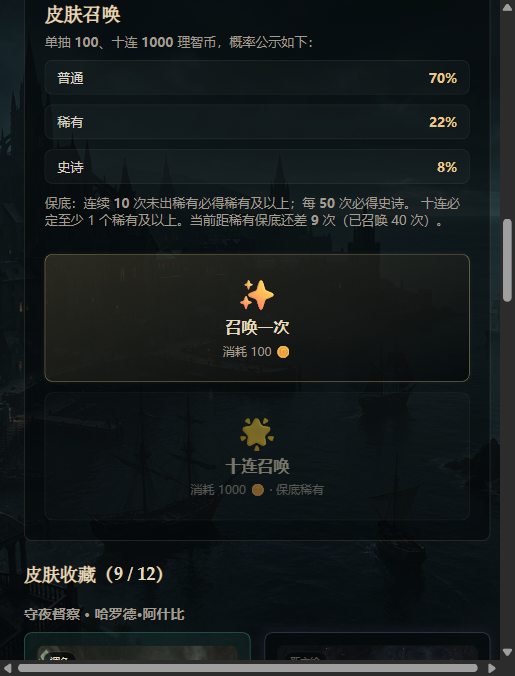 皮肤召唤
单抽 100、十连 1000 理智币，概率公示如下：
普通 70%
稀有 22%
史诗 8%
保底：连续 10 次未出稀有必得稀有及以上；每 50 次必得史诗。 十连必
定至少 1 个稀有及以上。当前距稀有保底还差 9 次（已召唤 40 次）。
召唤一次
消耗 100
十连召唤
消耗 1000 · 保底稀有
皮肤收藏（9 / 12）
守夜督察 • 哈罗德•阿什比